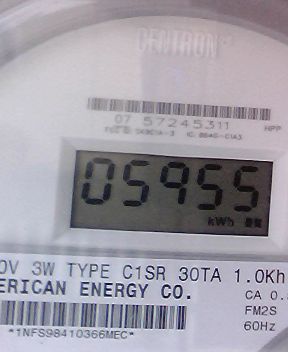 CENTRON
07 57245311
HPP
05955
kWh
0V 3W TYPE C1SR 30TA 1.0Kh
ERICAN ENERGY CO.
CA 0.
FM2S
60Hz
*1NFS98410366MEC*